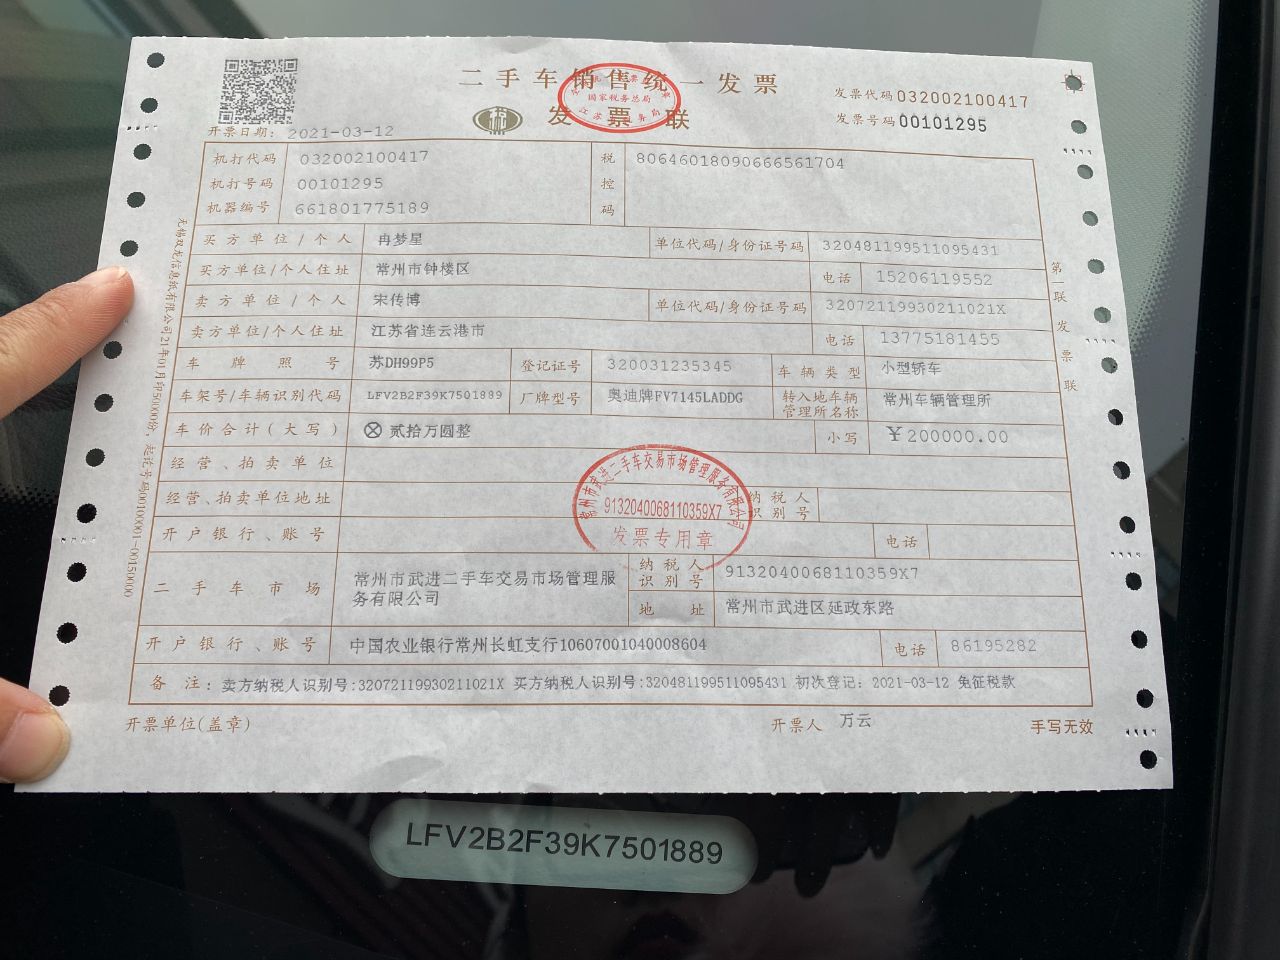 二手车销售统一发票
发票联
国家税务总局
发票代码 032002100417
发票号码 00101295
开票日期: 2021-03-12
机打代码 032002100417
机打号码 00101295
机器编号 661801775189
税控码 80646018090666561704
买方单位/个人 冉梦星 单位代码/身份证号码 320481199511095431
买方单位/个人住址 常州市钟楼区 电话 15206119552
卖方单位/个人 宋传博 单位代码/身份证号码 32072119930211021X
卖方单位/个人住址 江苏省连云港市 电话 13775181455
车牌照号 苏DH99P5 登记证号 320031235345 车辆类型 小型轿车
车架号/车辆识别代码 LFV2B2F39K7501889 厂牌型号 奥迪牌FV7145LADDG 转入地车辆管理所名称 常州车辆管理所
车价合计(大写) ⊗ 贰拾万圆整 小写 ¥200000.00
经营、拍卖单位
经营、拍卖单位地址 纳税人识别号
开户银行、账号 电话
常州市武进二手车交易市场管理服务有限公司
9132040068110359X7
发票专用章
二手车市场 常州市武进二手车交易市场管理服务有限公司 纳税人识别号 9132040068110359X7
地址 常州市武进区延政东路
开户银行、账号 中国农业银行常州长虹支行10607001040008604 电话 86195282
备注: 卖方纳税人识别号:32072119930211021X 买方纳税人识别号:320481199511095431 初次登记: 2021-03-12 免征税款
开票单位(盖章) 开票人 万云 手写无效
第一联 发票联
LFV2B2F39K7501889